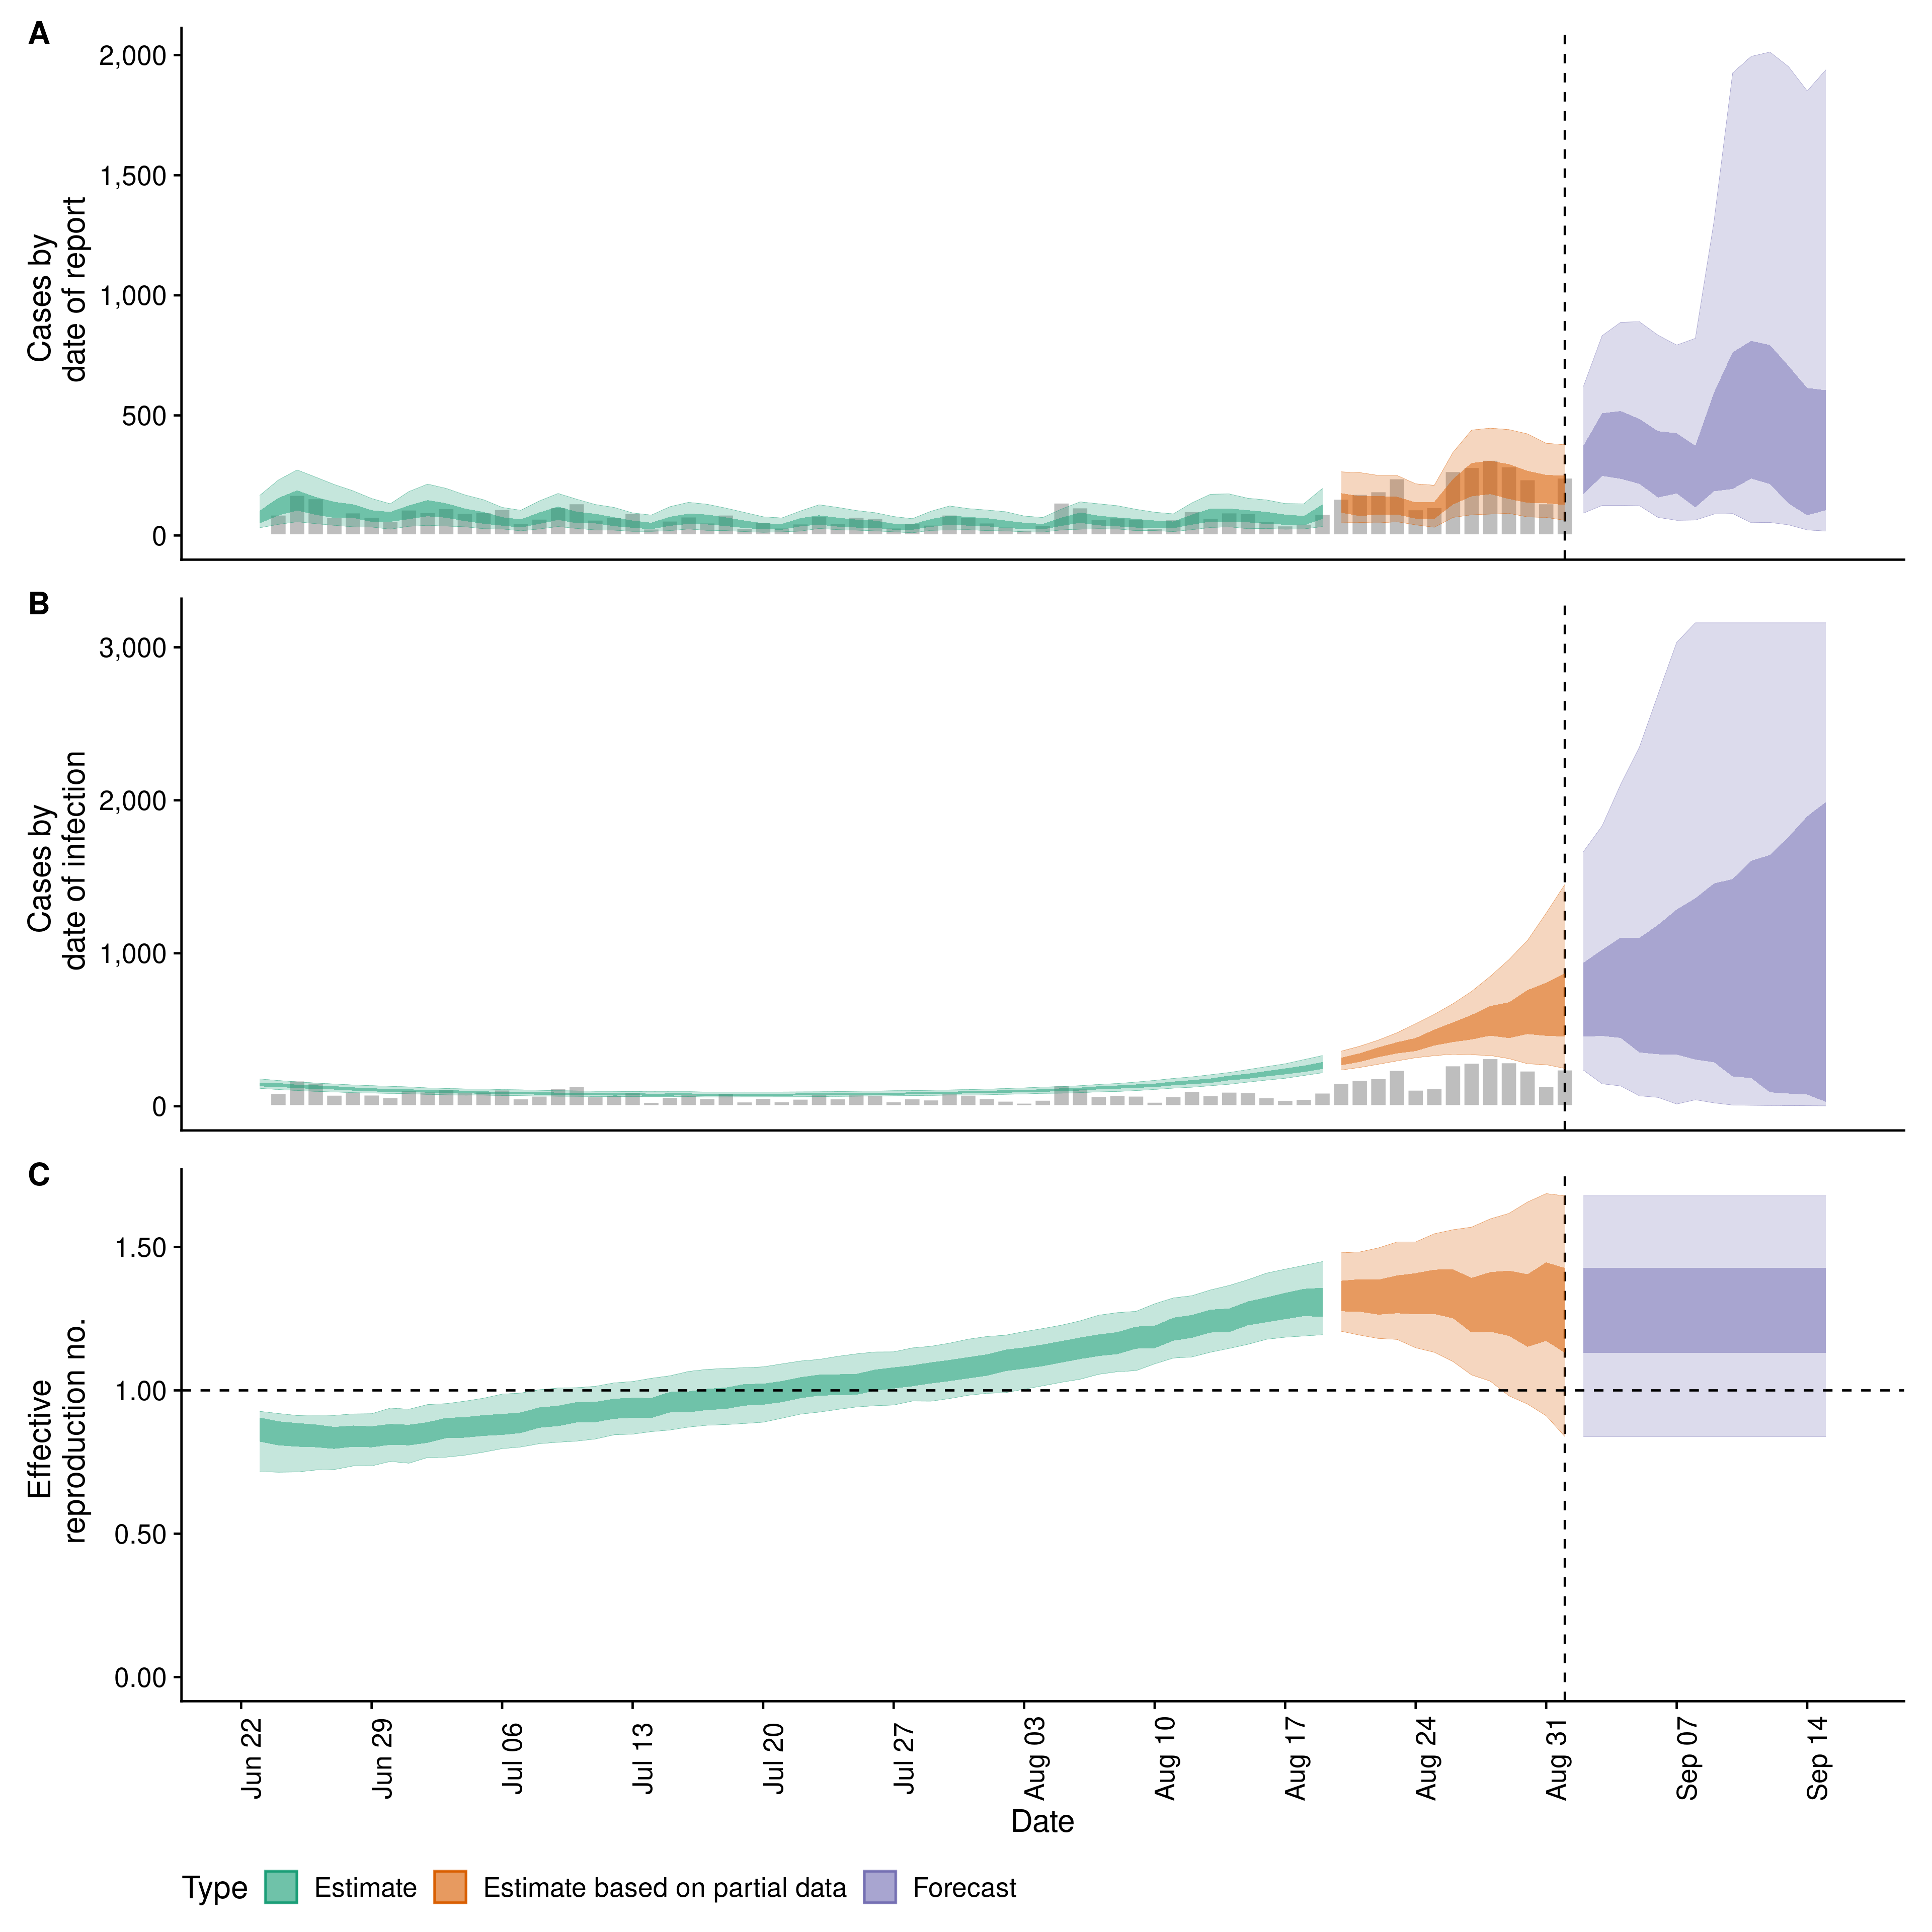 A
2,000
1,500
1,000
500
0
Cases by
date of report
B
3,000
2,000
1,000
0
Cases by
date of infection
C
1.50
1.00
0.50
0.00
Effective
reproduction no.
Jun 22
Jun 29
Jul 06
Jul 13
Jul 20
Jul 27
Aug 03
Aug 10
Aug 17
Aug 24
Aug 31
Sep 07
Sep 14
Date
Type Estimate Estimate based on partial data Forecast